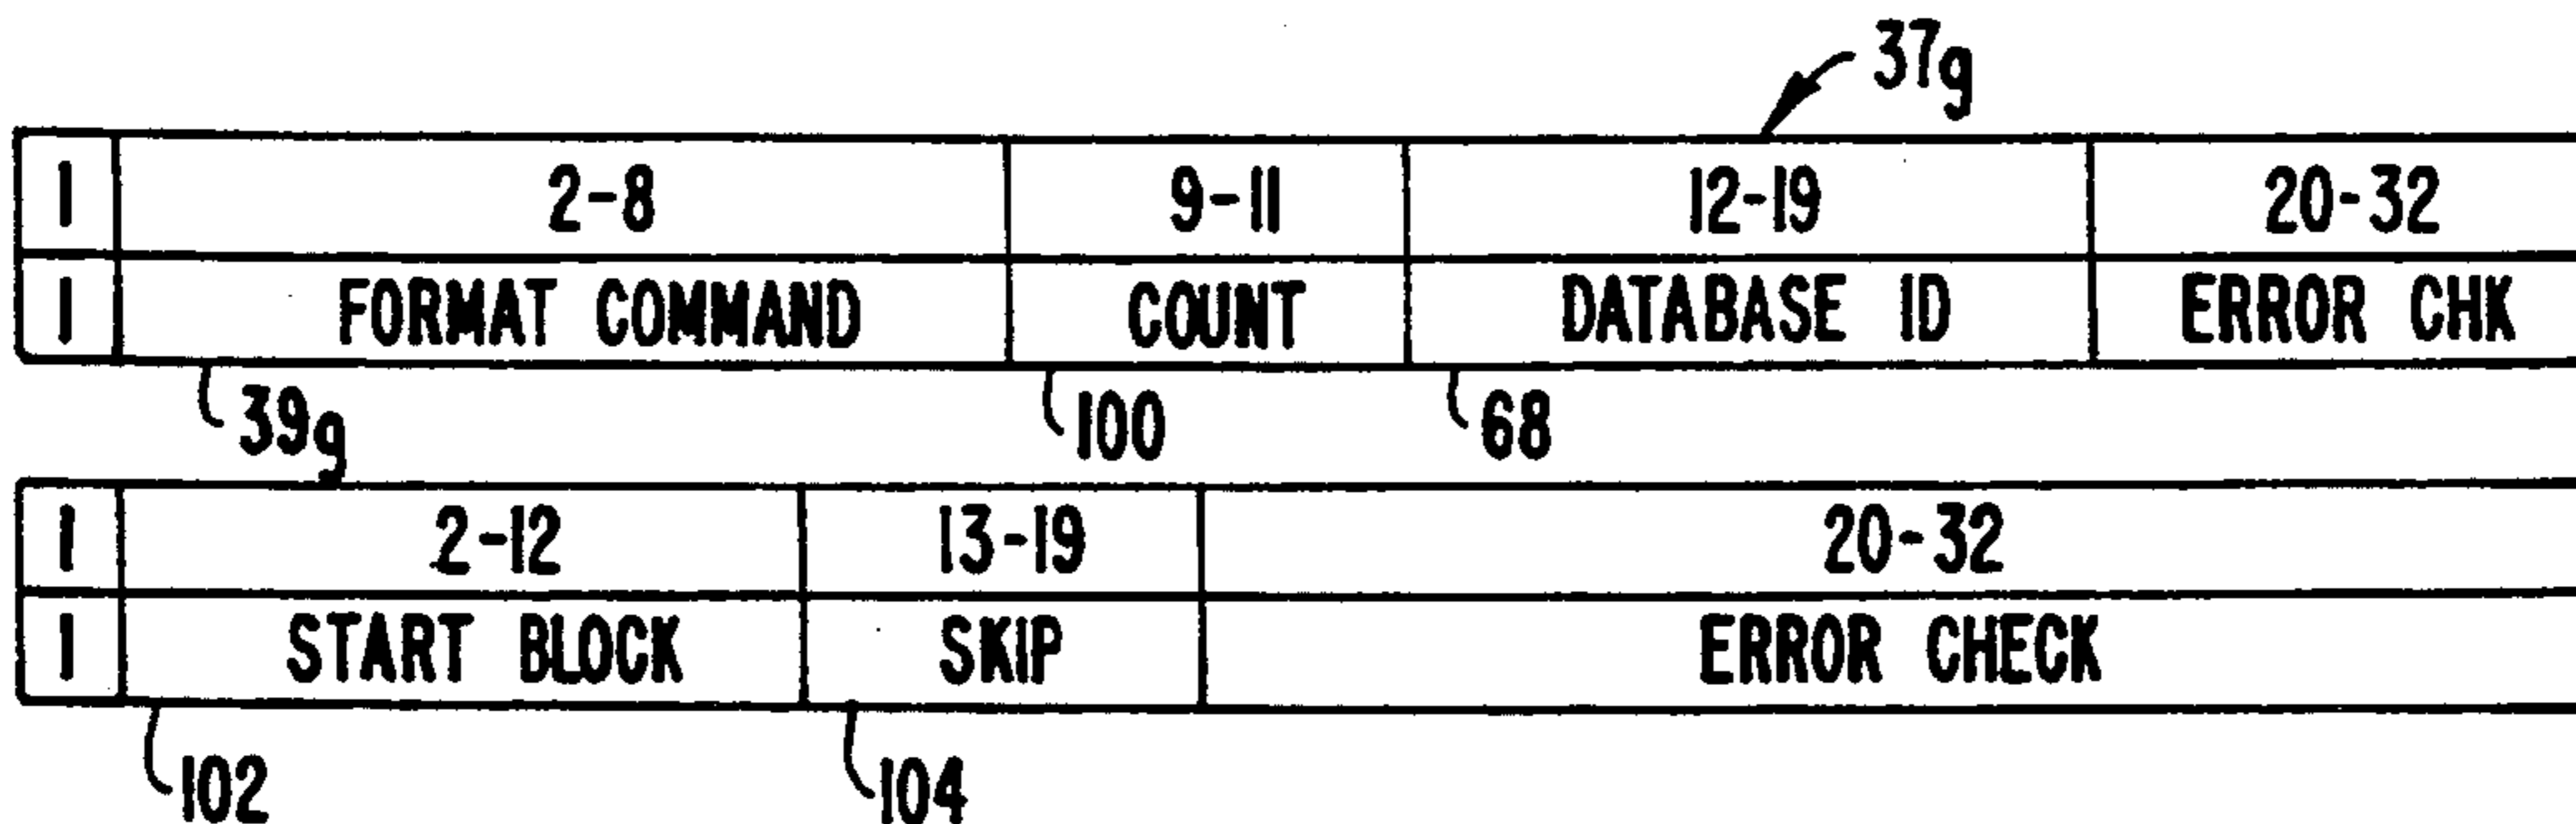 37g
1 2-8 9-11 12-19 20-32
1 FORMAT COMMAND COUNT DATABASE ID ERROR CHK
39g 100 68
1 2-12 13-19 20-32
1 START BLOCK SKIP ERROR CHECK
102 104